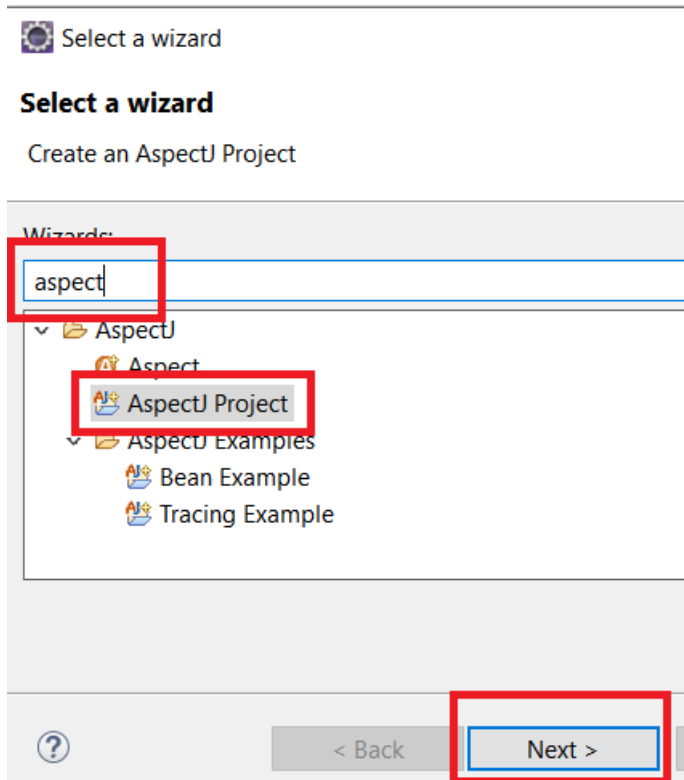 Select a wizard
Select a wizard
Create an AspectJ Project
Wizards:
aspect
AspectJ
Aspect
AspectJ Project
AspectJ Examples
Bean Example
Tracing Example
? < Back Next >